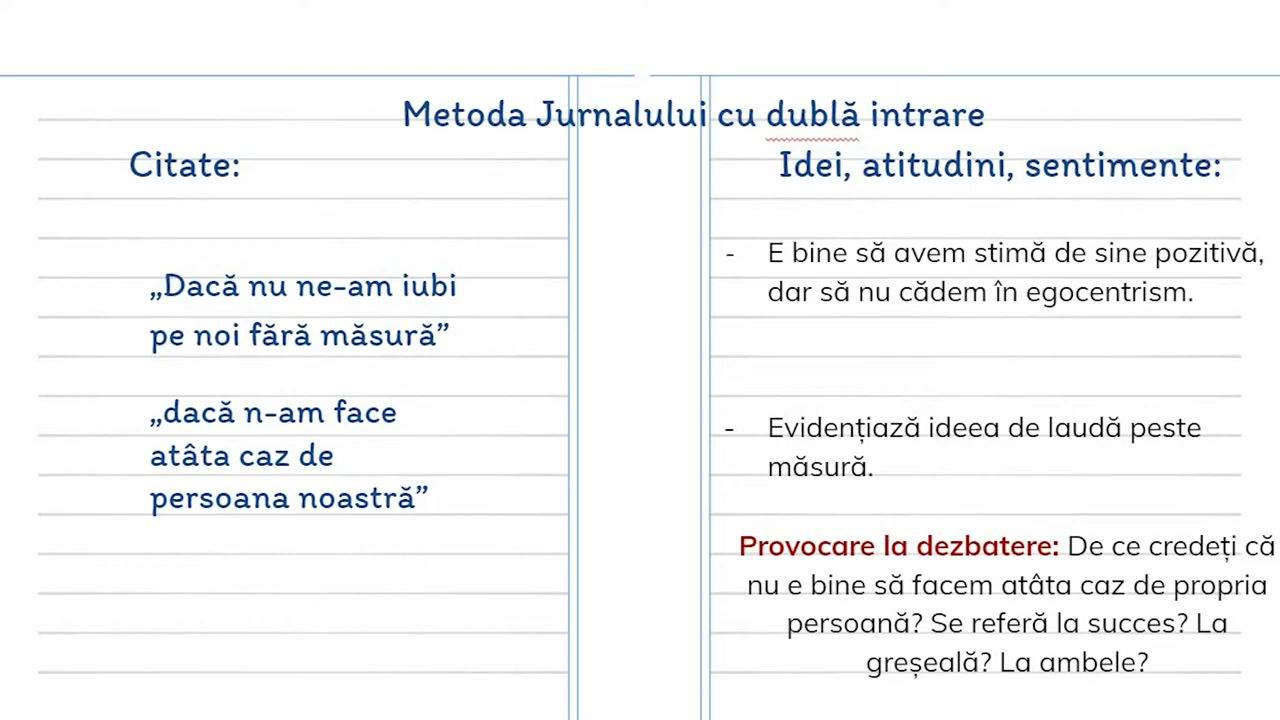 Metoda Jurnalului cu dublă intrare
Citate:
„Dacă nu ne-am iubi
pe noi fără măsură”
„dacă n-am face
atâta caz de
persoana noastră”
Idei, atitudini, sentimente:
- E bine să avem stimă de sine pozitivă,
dar să nu cădem în egocentrism.
- Evidențiază ideea de laudă peste
măsură.
Provocare la dezbatere: De ce credeți că
nu e bine să facem atâta caz de propria
persoană? Se referă la succes? La
greșeală? La ambele?